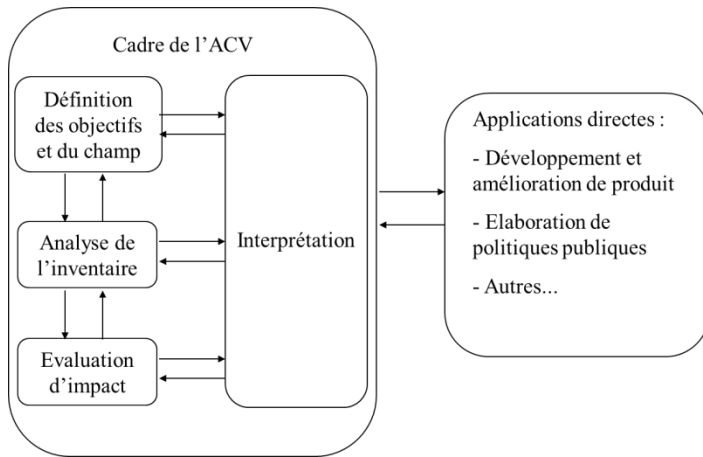 Cadre de l’ACV
Définition
des objectifs
et du champ
Analyse de
l’inventaire
Evaluation
d’impact
Interprétation
Applications directes :
- Développement et
amélioration de produit
- Elaboration de
politiques publiques
- Autres...